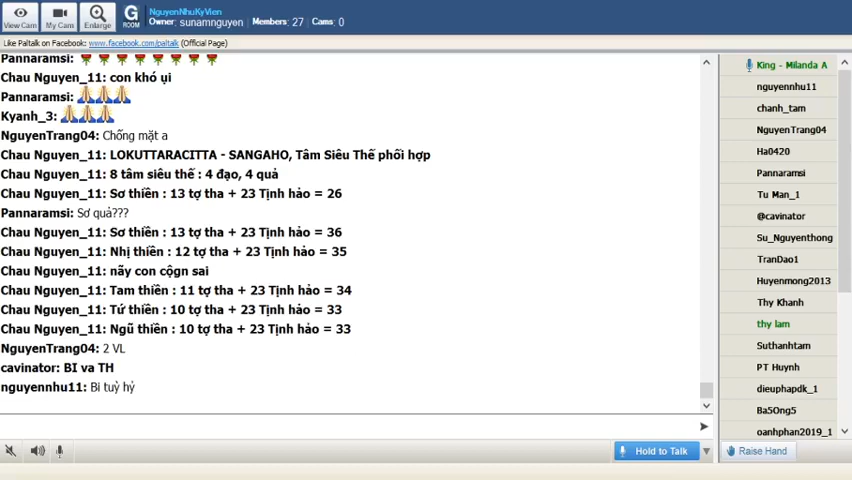 NguyenNhuKyVien
Owner: sunamnguyen Members: 27 Cams: 0
View Cam
My Cam
Enlarge
G
ROOM
Like Paltalk on Facebook: www.facebook.com/paltalk (Official Page)
Pannaramsi:
Chau Nguyen_11: con khó ụi
Pannaramsi:
Kyanh_3:
NguyenTrang04: Chống mặt a
Chau Nguyen_11: LOKUTTARACITTA - SANGAHO, Tâm Siêu Thế phối hợp
Chau Nguyen_11: 8 tâm siêu thế : 4 đạo, 4 quả
Chau Nguyen_11: Sơ thiền : 13 tợ tha + 23 Tịnh hảo = 26
Pannaramsi: Sơ quả???
Chau Nguyen_11: Sơ thiền : 13 tợ tha + 23 Tịnh hảo = 36
Chau Nguyen_11: Nhị thiền : 12 tợ tha + 23 Tịnh hảo = 35
Chau Nguyen_11: nãy con cộgn sai
Chau Nguyen_11: Tam thiền : 11 tợ tha + 23 Tịnh hảo = 34
Chau Nguyen_11: Tứ thiền : 10 tợ tha + 23 Tịnh hảo = 33
Chau Nguyen_11: Ngũ thiền : 10 tợ tha + 23 Tịnh hảo = 33
NguyenTrang04: 2 VL
cavinator: BI va TH
nguyennhu11: Bi tuỳ hỷ
King - Milanda A
nguyennhu11
chanh_tam
NguyenTrang04
Ha0420
Pannaramsi
Tu Man_1
@cavinator
Su_Nguyenthong
TranDao1
Huyenmong2013
Thy Khanh
thy lam
Suthanhtam
PT Huynh
dieuphapdk_1
Ba5Ong5
oanhphan2019_1
Hold to Talk
Raise Hand